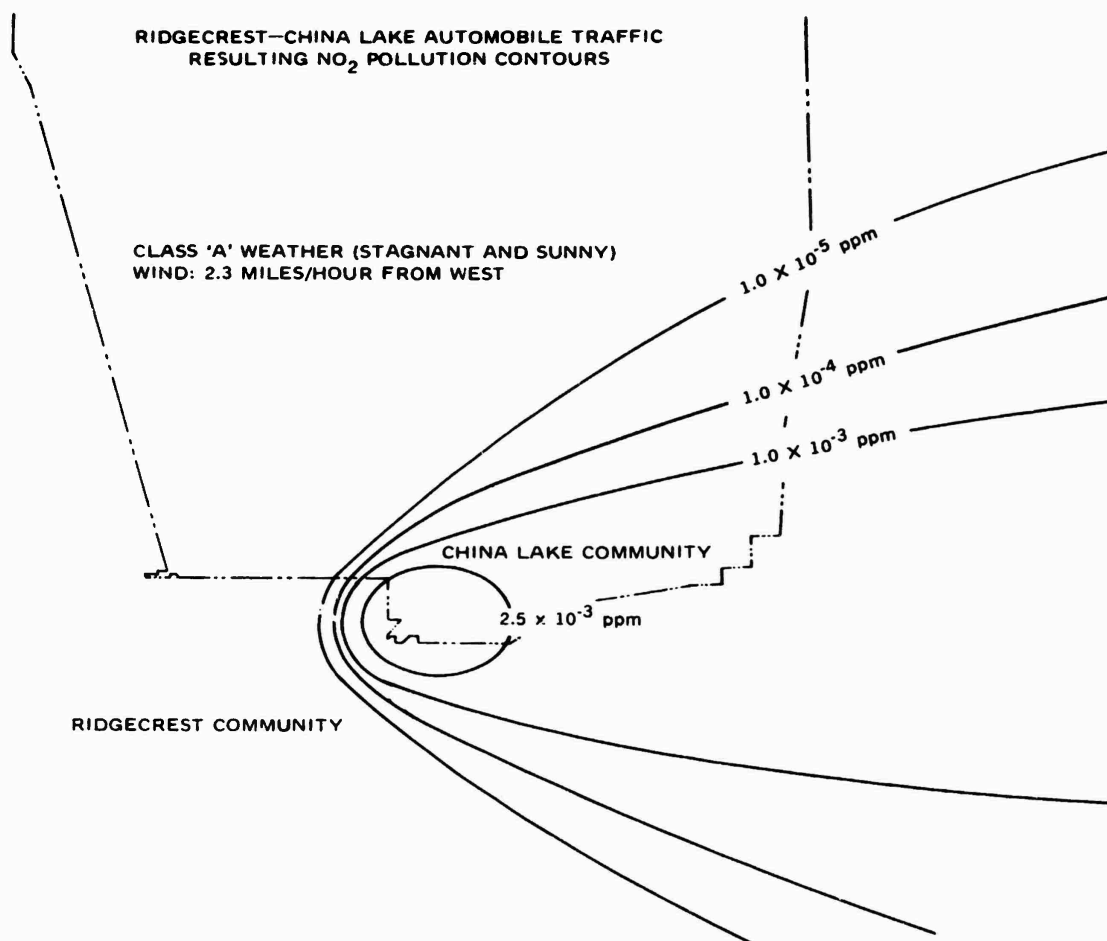 RIDGECREST—CHINA LAKE AUTOMOBILE TRAFFIC
RESULTING NO₂ POLLUTION CONTOURS
CLASS 'A' WEATHER (STAGNANT AND SUNNY)
WIND: 2.3 MILES/HOUR FROM WEST
1.0 X 10⁻⁵ ppm
1.0 X 10⁻⁴ ppm
1.0 X 10⁻³ ppm
CHINA LAKE COMMUNITY
2.5 x 10⁻³ ppm
RIDGECREST COMMUNITY